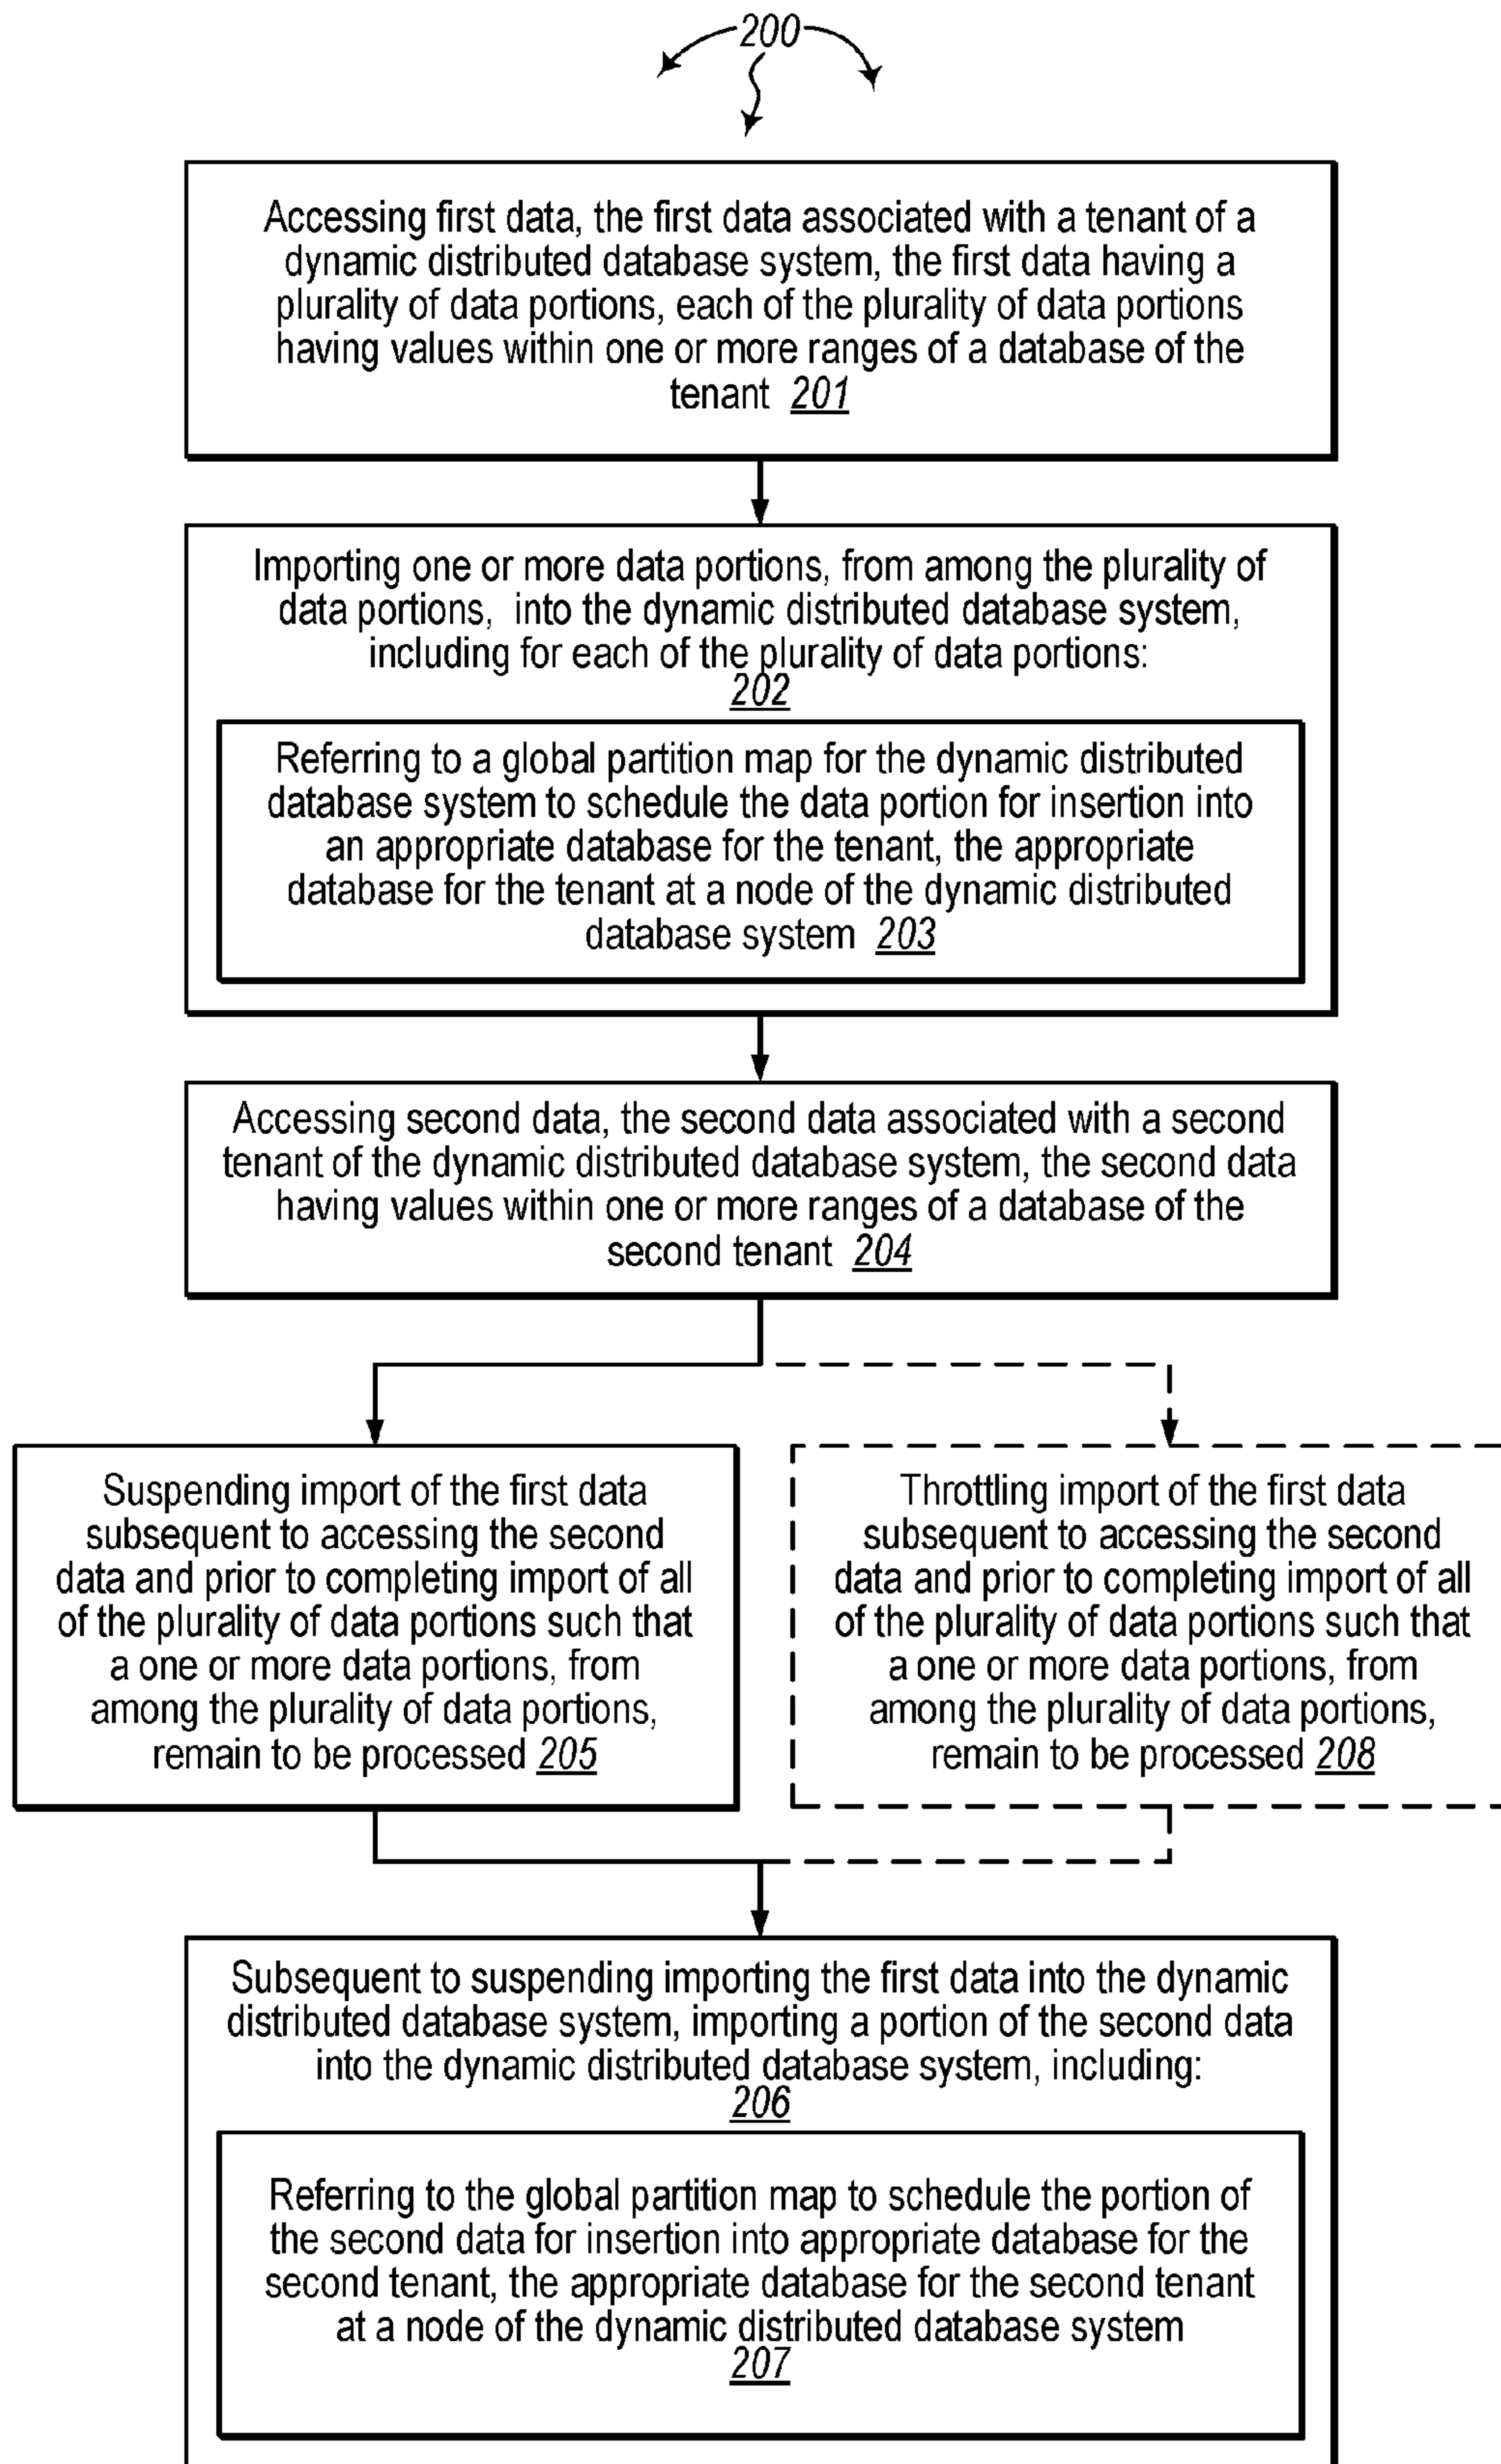 200
Accessing first data, the first data associated with a tenant of a
dynamic distributed database system, the first data having a
plurality of data portions, each of the plurality of data portions
having values within one or more ranges of a database of the
tenant 201
Importing one or more data portions, from among the plurality of
data portions, into the dynamic distributed database system,
including for each of the plurality of data portions:
202
Referring to a global partition map for the dynamic distributed
database system to schedule the data portion for insertion into
an appropriate database for the tenant, the appropriate
database for the tenant at a node of the dynamic distributed
database system 203
Accessing second data, the second data associated with a second
tenant of the dynamic distributed database system, the second data
having values within one or more ranges of a database of the
second tenant 204
Suspending import of the first data
subsequent to accessing the second
data and prior to completing import of all
of the plurality of data portions such that
a one or more data portions, from
among the plurality of data portions,
remain to be processed 205
Throttling import of the first data
subsequent to accessing the second
data and prior to completing import of all
of the plurality of data portions such that
a one or more data portions, from
among the plurality of data portions,
remain to be processed 208
Subsequent to suspending importing the first data into the dynamic
distributed database system, importing a portion of the second data
into the dynamic distributed database system, including:
206
Referring to the global partition map to schedule the portion of
the second data for insertion into appropriate database for the
second tenant, the appropriate database for the second tenant
at a node of the dynamic distributed database system
207